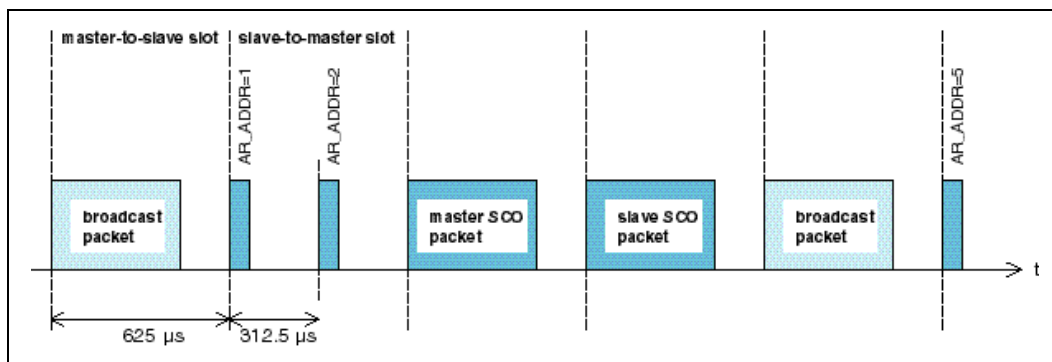 master-to-slave slot
slave-to-master slot
AR_ADDR=1
AR_ADDR=2
AR_ADDR=5
broadcast
packet
master SCO
packet
slave SCO
packet
broadcast
packet
t
625 µs
312.5 µs